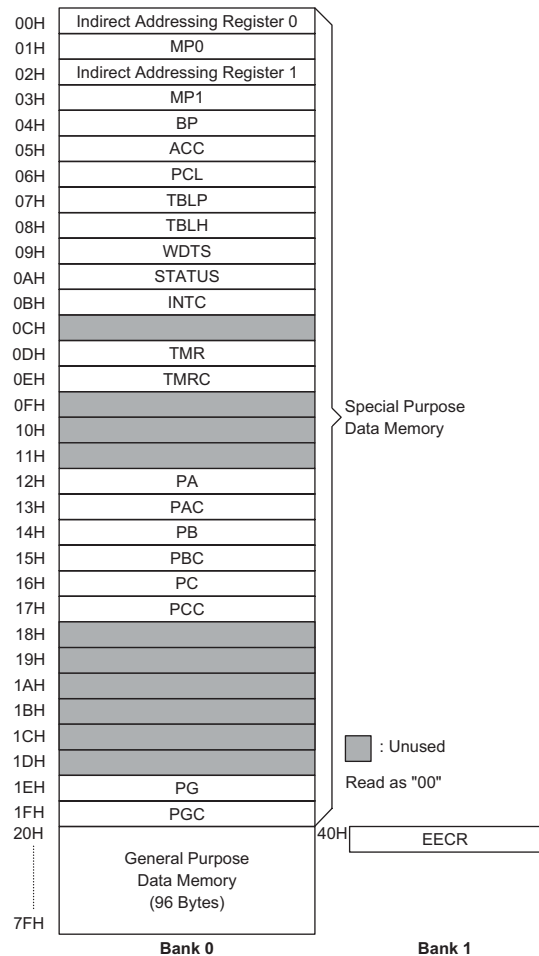 00H Indirect Addressing Register 0
01H MP0
02H Indirect Addressing Register 1
03H MP1
04H BP
05H ACC
06H PCL
07H TBLP
08H TBLH
09H WDTS
0AH STATUS
0BH INTC
0CH
0DH TMR
0EH TMRC
0FH
10H
11H
Special Purpose
Data Memory
12H PA
13H PAC
14H PB
15H PBC
16H PC
17H PCC
18H
19H
1AH
1BH
1CH
1DH
: Unused
Read as "00"
1EH PG
1FH PGC
20H
40H EECR
General Purpose
Data Memory
(96 Bytes)
7FH
Bank 0 Bank 1